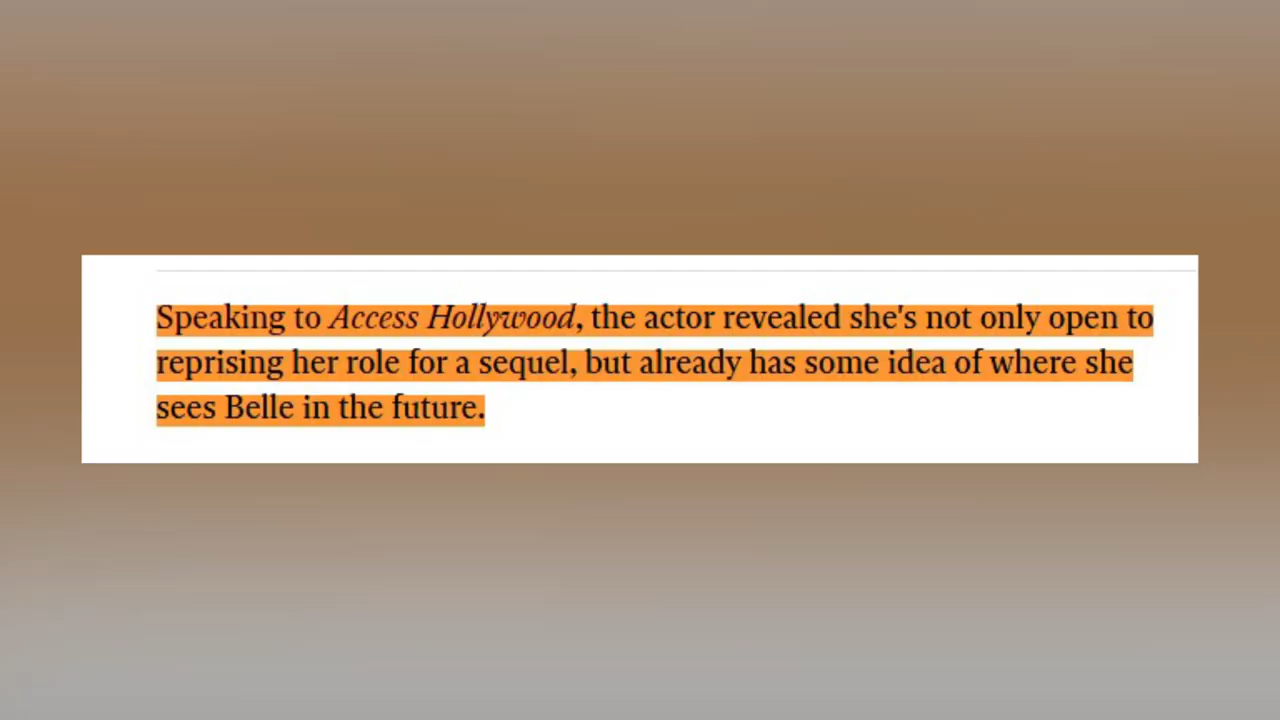 Speaking to Access Hollywood, the actor revealed she's not only open to
reprising her role for a sequel, but already has some idea of where she
sees Belle in the future.